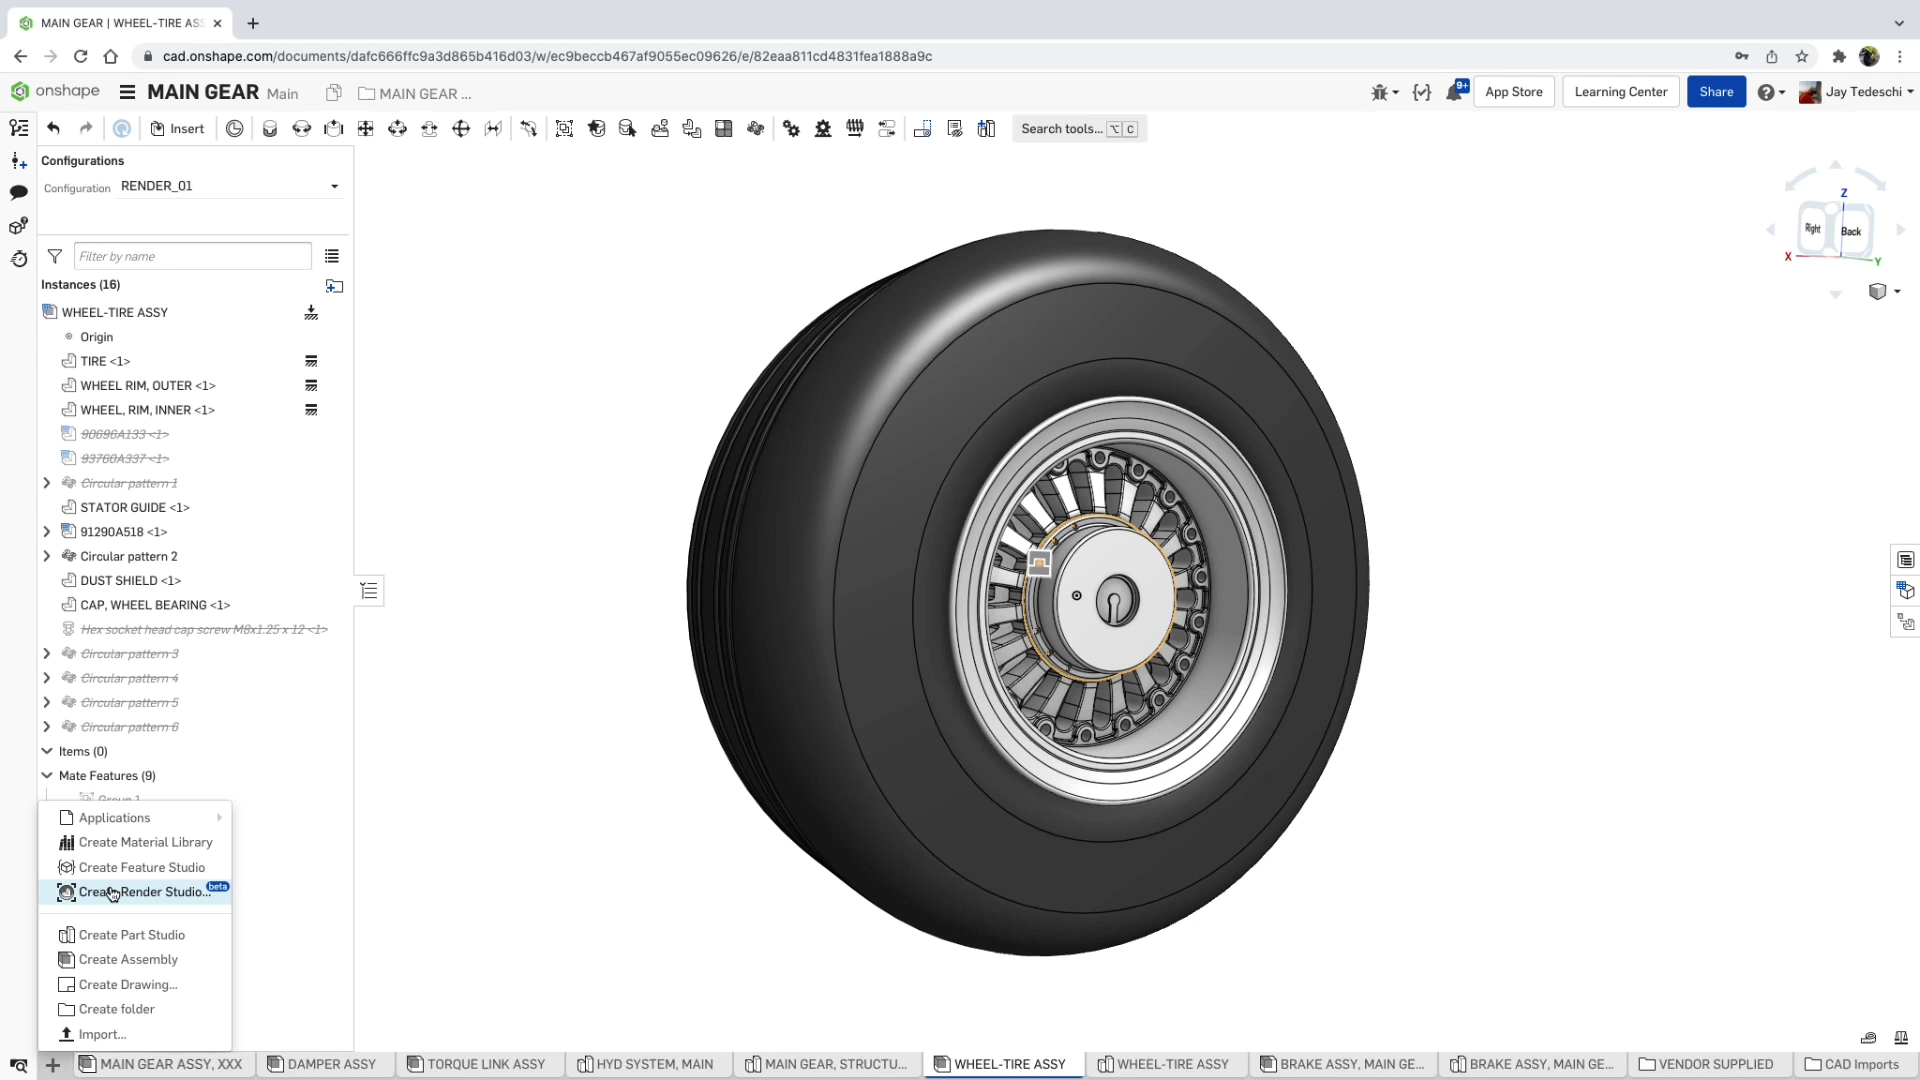 MAIN GEAR | WHEEL-TIRE ASS
cad.onshape.com/documents/dafc666ffc9a3d865b416d03/w/ec9beccb467af9055ec09626/e/82eaa811cd4831fea1888a9c
onshape MAIN GEAR Main MAIN GEAR ... 9+ App Store Learning Center Share Jay Tedeschi
Insert Search tools... ⌥ C
Configurations
Configuration RENDER_01
Filter by name
Instances (16)
WHEEL-TIRE ASSY
Origin
TIRE <1>
WHEEL RIM, OUTER <1>
WHEEL, RIM, INNER <1>
90696A133 <1>
93760A337 <1>
Circular pattern 1
STATOR GUIDE <1>
91290A518 <1>
Circular pattern 2
DUST SHIELD <1>
CAP, WHEEL BEARING <1>
Hex socket head cap screw M8x1.25 x 12 <1>
Circular pattern 3
Circular pattern 4
Circular pattern 5
Circular pattern 6
Items (0)
Mate Features (9)
Group 1
Applications
Create Material Library
Create Feature Studio
Create Render Studio... beta
Create Part Studio
Create Assembly
Create Drawing...
Create folder
Import...
Z
Right Back
X Y
MAIN GEAR ASSY, XXX DAMPER ASSY TORQUE LINK ASSY HYD SYSTEM, MAIN MAIN GEAR, STRUCTU... WHEEL-TIRE ASSY WHEEL-TIRE ASSY BRAKE ASSY, MAIN GE... BRAKE ASSY, MAIN GE... VENDOR SUPPLIED CAD Imports